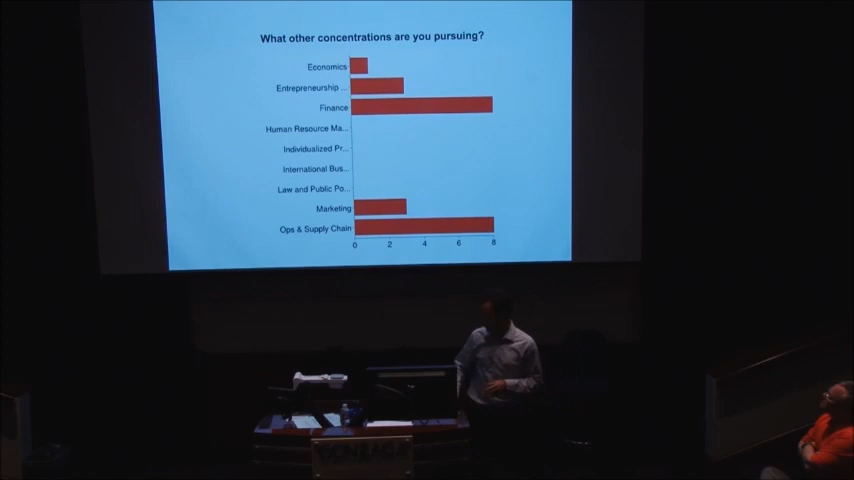 What other concentrations are you pursuing?
Economics
Entrepreneurship ...
Finance
Human Resource Ma...
Individualized Pr...
International Bus...
Law and Public Po...
Marketing
Ops & Supply Chain
0 2 4 6 8